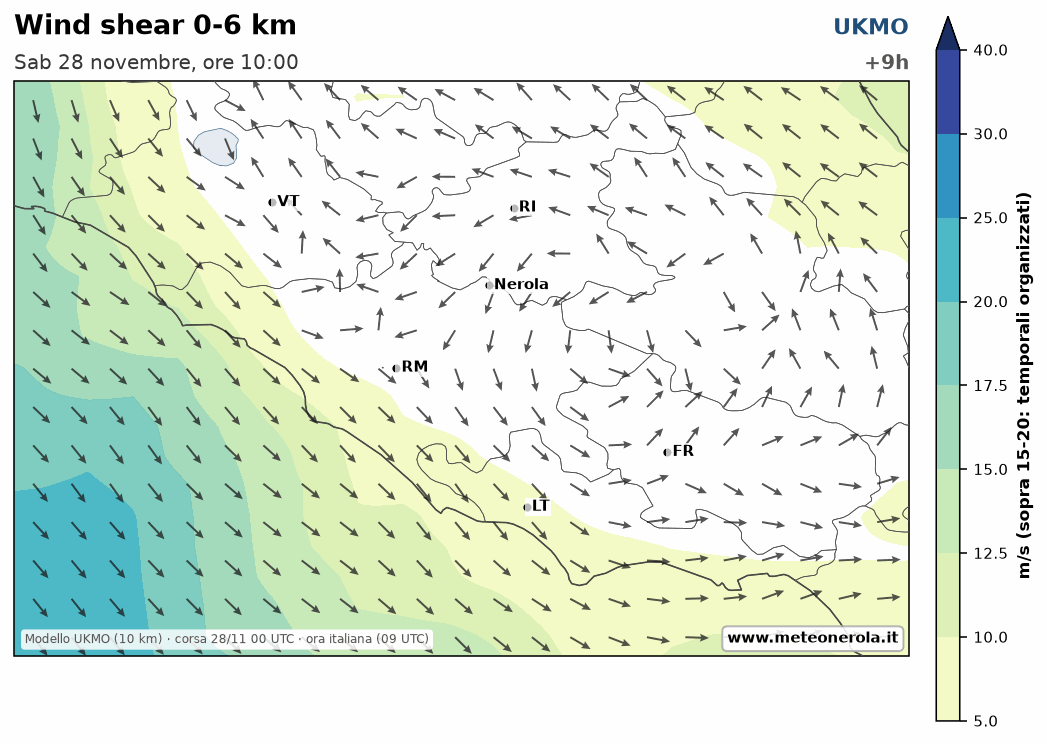 Wind shear 0-6 km
UKMO
Sab 28 novembre, ore 10:00
+9h
40.0
30.0
25.0
20.0
17.5
15.0
12.5
10.0
5.0
m/s (sopra 15-20: temporali organizzati)
VT
RI
Nerola
RM
FR
LT
Modello UKMO (10 km) · corsa 28/11 00 UTC · ora italiana (09 UTC)
www.meteonerola.it